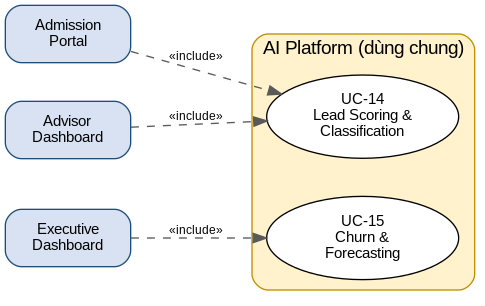 Admission
Portal
«include»
AI Platform (dùng chung)
UC-14
Lead Scoring &
Classification
Advisor
Dashboard
«include»
Executive
Dashboard
«include»
UC-15
Churn &
Forecasting